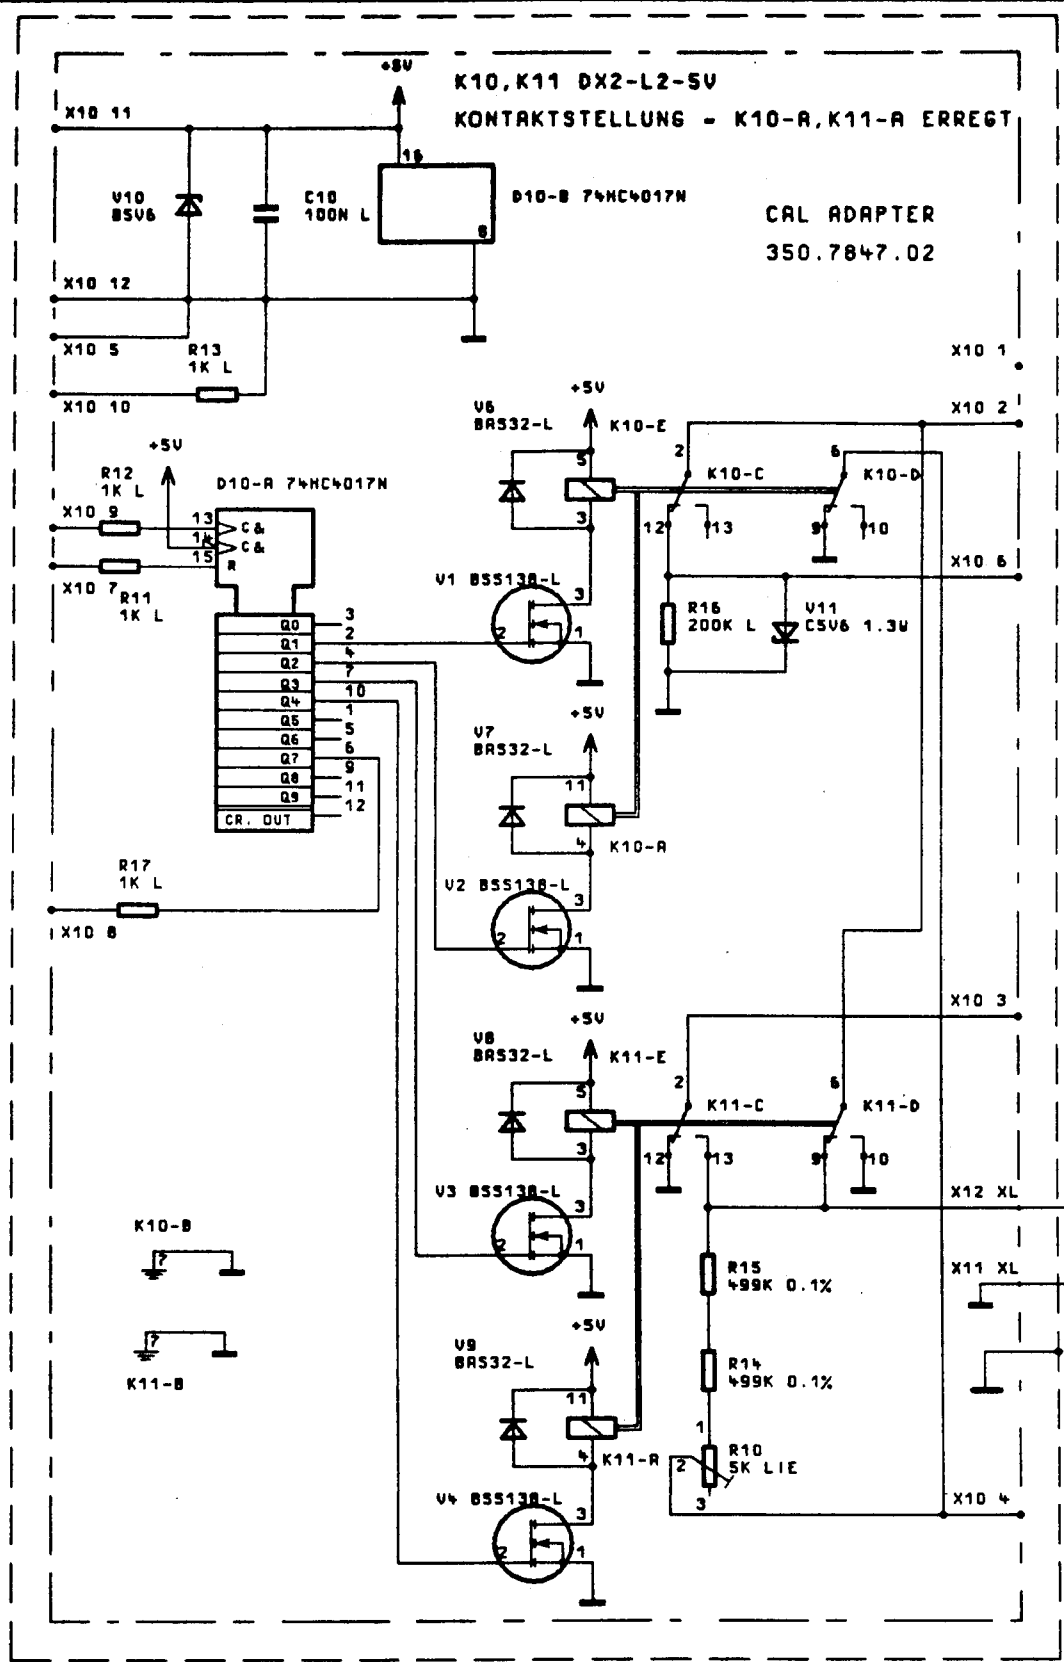 +5V
K10,K11 DX2-L2-5V
KONTAKTSTELLUNG = K10-A,K11-A ERREGT
X10 11
16
V10
B5V6
C10
100N L
D10-B 74HC4017N
8
CAL ADAPTER
350.7847.02
X10 12
X10 5
R13
1K L
X10 10
X10 1
X10 2
+5V
V6
BAS32-L
K10-E
5
3
2
K10-C
12
13
6
K10-D
9
10
+5V
R12
1K L
D10-A 74HC4017N
X10 9
13
C&
14
C&
15
R
X10 7
R11
1K L
X10 6
V1 BSS138-L
3
2
1
R16
200K L
V11
C5V6 1.3W
Q0 3
Q1 2
Q2 4
Q3 7
Q4 10
Q5 1
Q6 5
Q7 6
Q8 9
Q9 11
CR. OUT 12
+5V
V7
BAS32-L
11
4
K10-A
R17
1K L
X10 8
V2 BSS138-L
3
2
1
X10 3
+5V
V8
BAS32-L
K11-E
5
3
2
K11-C
12
13
6
K11-D
9
10
V3 BSS138-L
3
2
1
X12 XL
K10-B
7
R15
499K 0.1%
X11 XL
7
K11-B
+5V
V9
BAS32-L
11
4
K11-A
R14
499K 0.1%
1
R10
5K LIE
2
3
V4 BSS138-L
3
2
1
X10 4